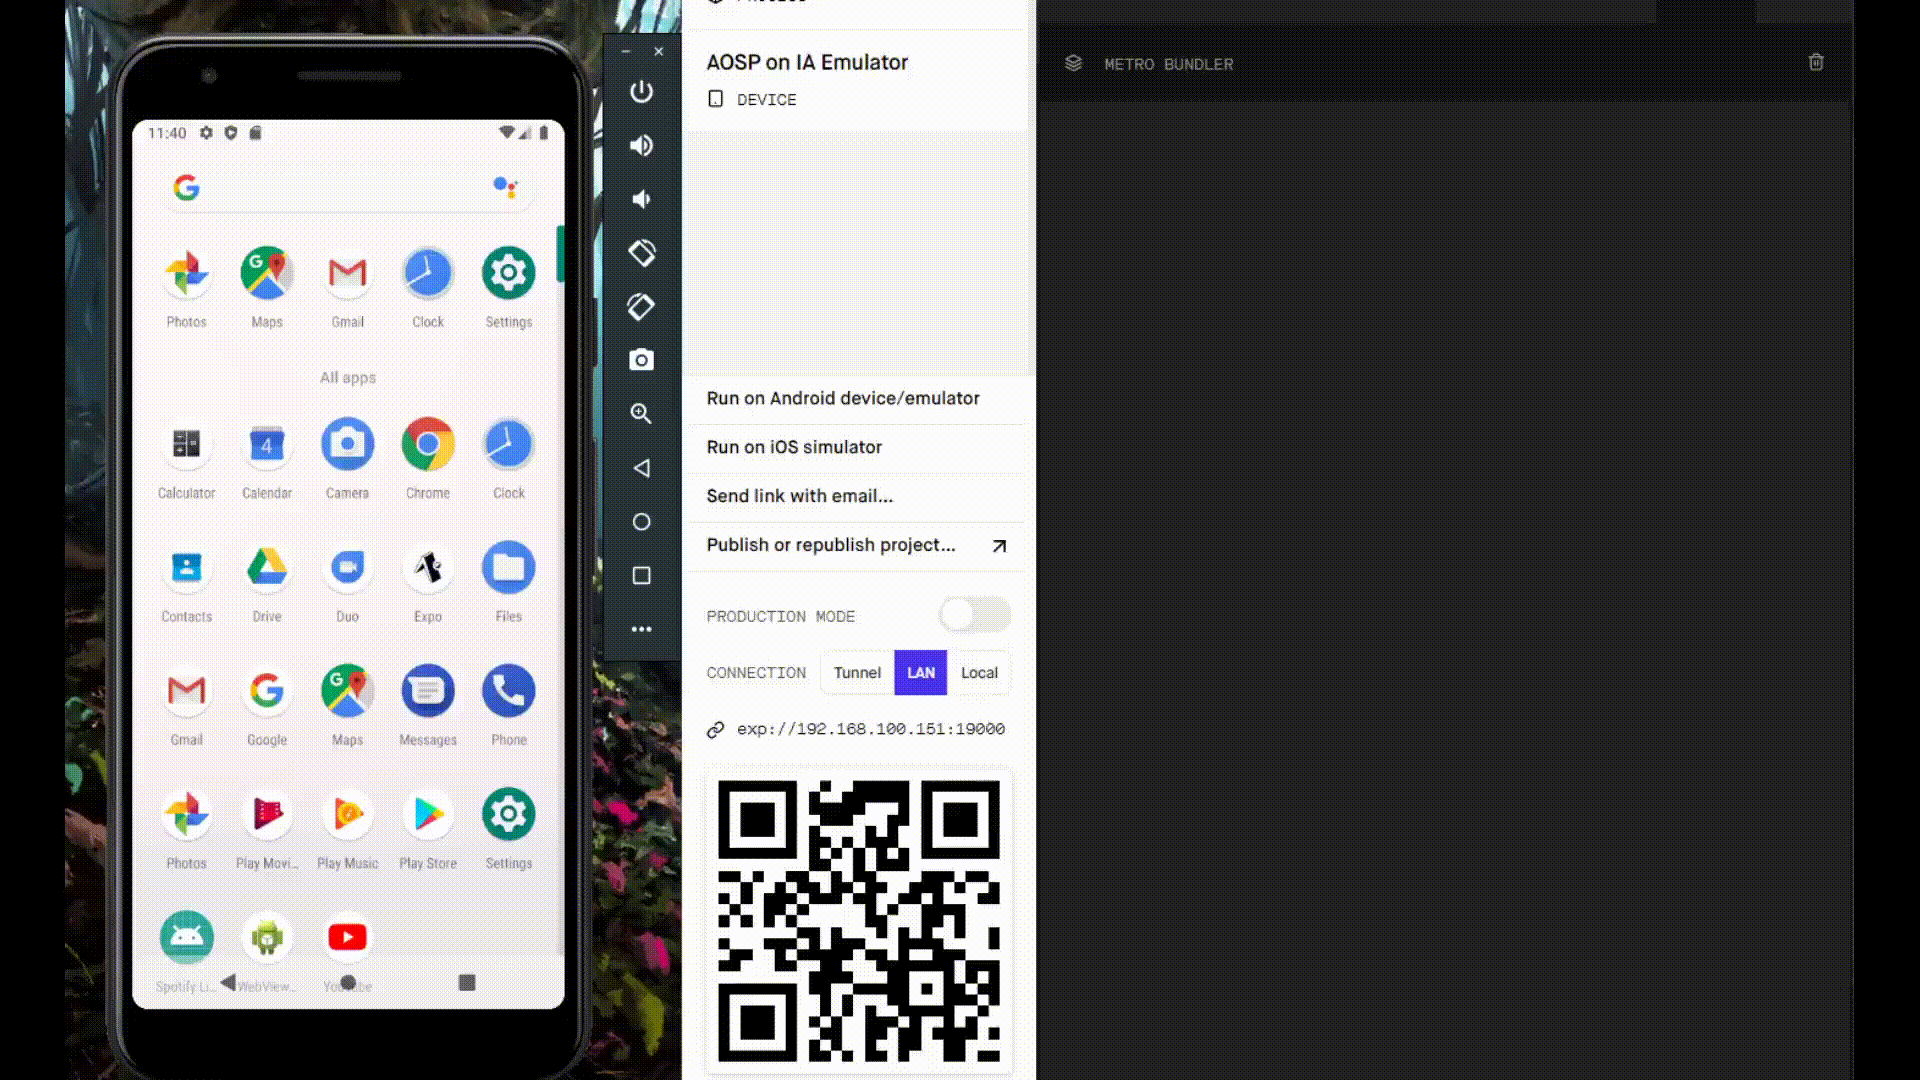 11:40
Photos
Maps
Gmail
Clock
Settings
All apps
Calculator
Calendar
Camera
Chrome
Clock
4
Contacts
Drive
Duo
Expo
Files
Gmail
Google
Maps
Messages
Phone
Photos
Play Movi...
Play Music
Play Store
Settings
Spotify Li...
WebView...
YouTube
AOSP on IA Emulator
DEVICE
Run on Android device/emulator
Run on iOS simulator
Send link with email...
Publish or republish project...
PRODUCTION MODE
CONNECTION
Tunnel
LAN
Local
exp://192.168.100.151:19000
METRO BUNDLER